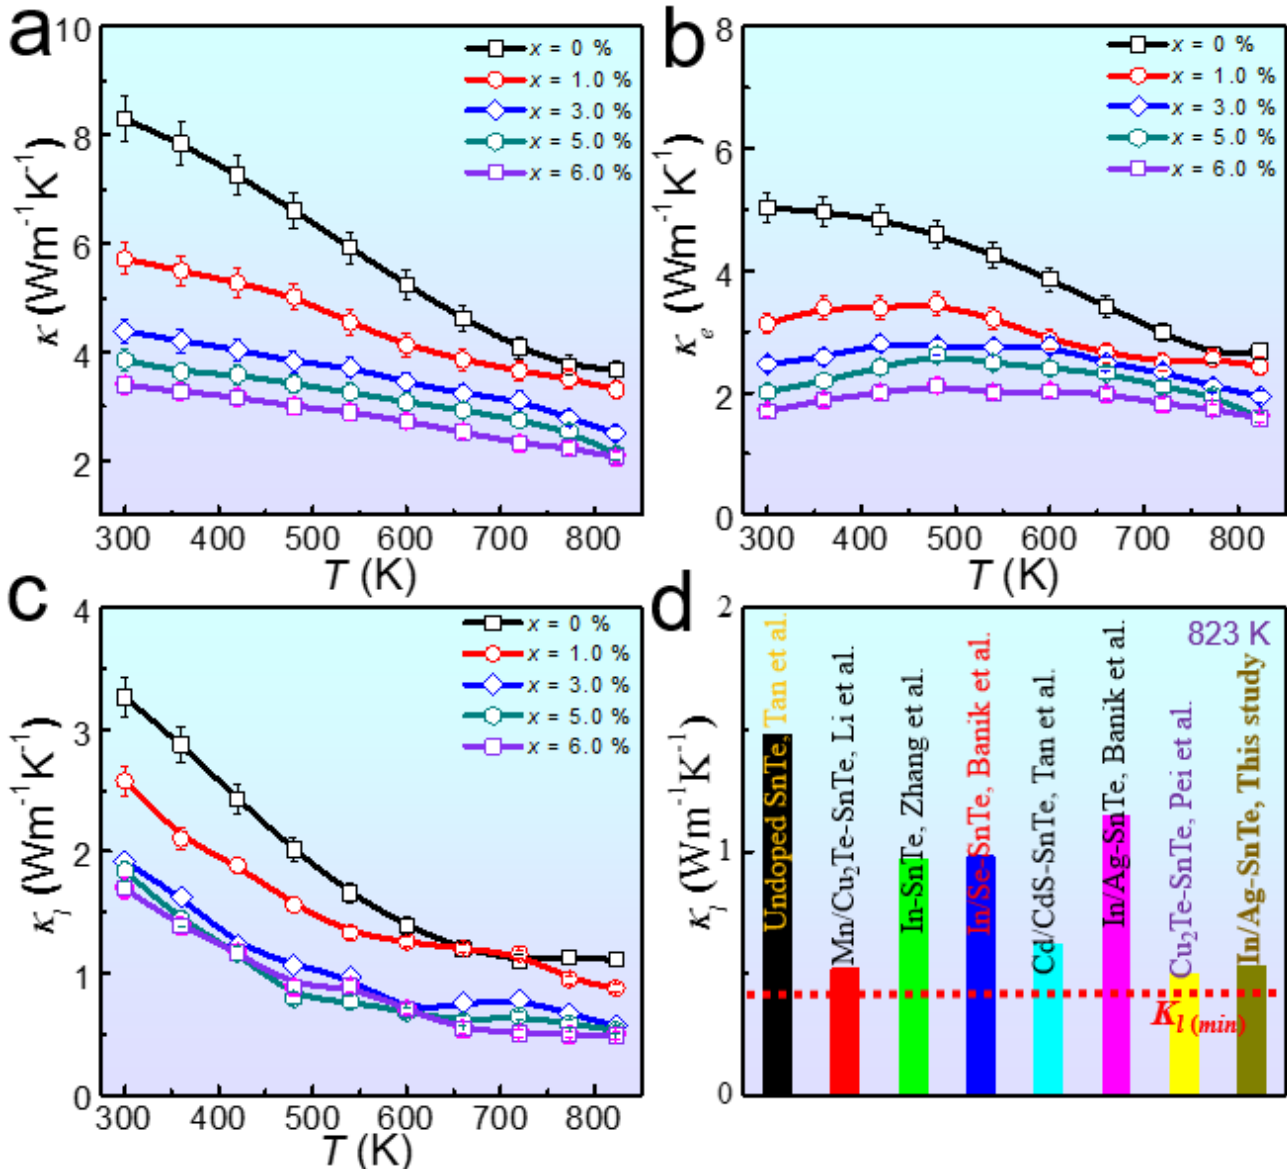 a
10
8
6
4
2
κ (Wm⁻¹K⁻¹)
x = 0 %
x = 1.0 %
x = 3.0 %
x = 5.0 %
x = 6.0 %
300 400 500 600 700 800
T (K)
b
8
6
4
2
0
κₑ (Wm⁻¹K⁻¹)
x = 0 %
x = 1.0 %
x = 3.0 %
x = 5.0 %
x = 6.0 %
300 400 500 600 700 800
T (K)
c
4
3
2
1
0
κₗ (Wm⁻¹K⁻¹)
x = 0 %
x = 1.0 %
x = 3.0 %
x = 5.0 %
x = 6.0 %
300 400 500 600 700 800
T (K)
d
2
1
0
κₗ (Wm⁻¹K⁻¹)
823 K
Undoped SnTe, Tan et al.
Mn/Cu₂Te-SnTe, Li et al.
In-SnTe, Zhang et al.
In/Se-SnTe, Banik et al.
Cd/CdS-SnTe, Tan et al.
In/Ag-SnTe, Banik et al.
Cu₂Te-SnTe, Pei et al.
In/Ag-SnTe, This study
Kₗ (min)